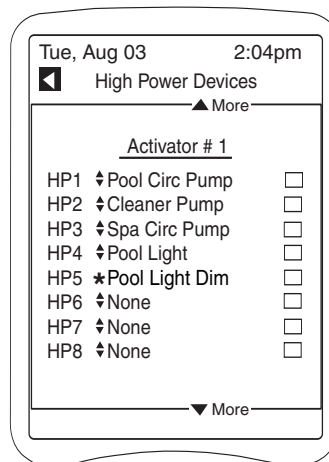 Tue, Aug 03 2:04pm
High Power Devices
More
Activator # 1
HP1 Pool Circ Pump
HP2 Cleaner Pump
HP3 Spa Circ Pump
HP4 Pool Light
HP5 *Pool Light Dim
HP6 None
HP7 None
HP8 None
More